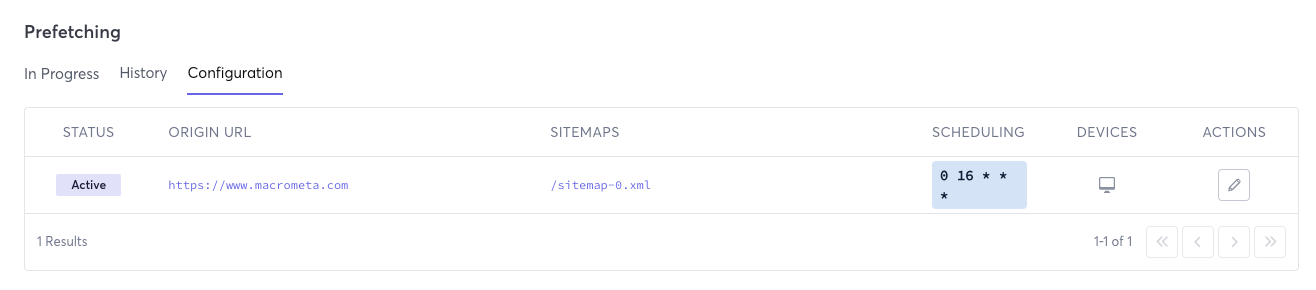 Prefetching
In Progress History Configuration
STATUS ORIGIN URL SITEMAPS SCHEDULING DEVICES ACTIONS
Active https://www.macrometa.com /sitemap-0.xml 0 16 * *
*
1 Results 1-1 of 1